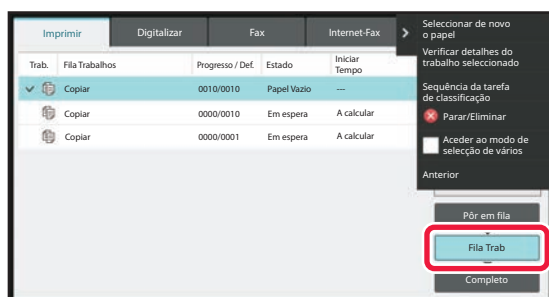 Imprimir Digitalizar Fax Internet-Fax
Trab. Fila Trabalhos Progresso / Def. Estado Iniciar
Tempo
Copiar 0010/0010 Papel Vazio ---
Copiar 0000/0010 Em espera A calcular
Copiar 0000/0001 Em espera A calcular
Seleccionar de novo
o papel
Verificar detalhes do
trabalho seleccionado
Sequência da tarefa
de classificação
Parar/Eliminar
Aceder ao modo de
selecção de vários
Anterior
Pôr em fila
Fila Trab
Completo